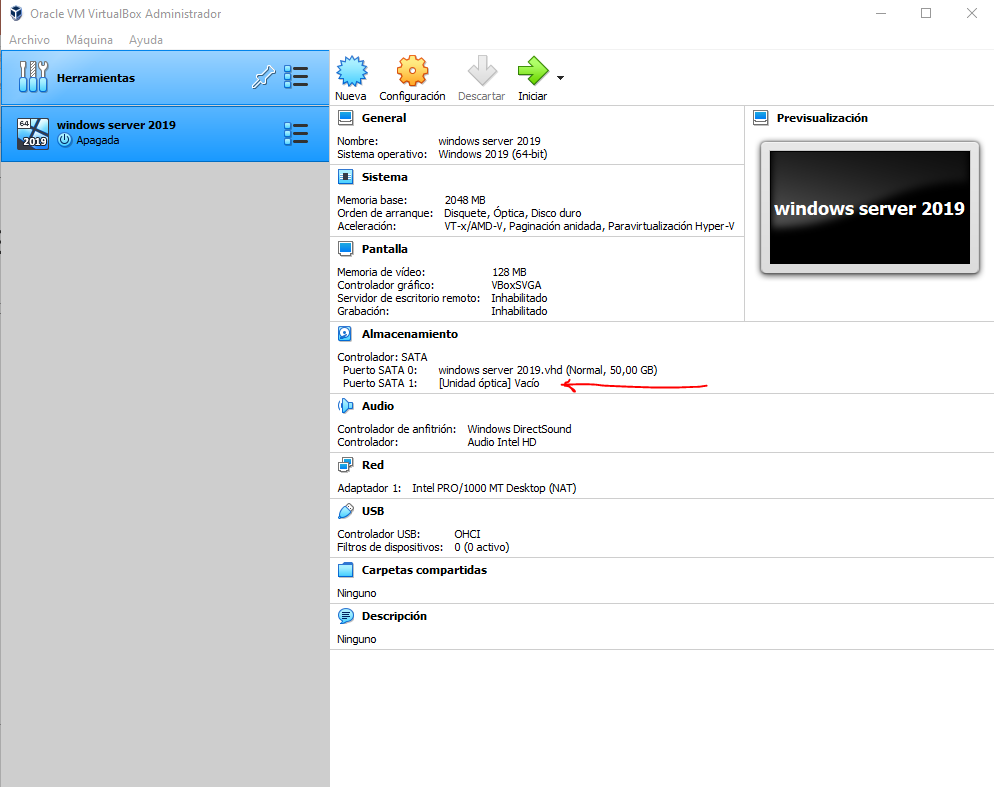 Oracle VM VirtualBox Administrador
Archivo Máquina Ayuda
Herramientas
64
2019
windows server 2019
Apagada
Nueva Configuración Descartar Iniciar
General
Nombre: windows server 2019
Sistema operativo: Windows 2019 (64-bit)
Previsualización
windows server 2019
Sistema
Memoria base: 2048 MB
Orden de arranque: Disquete, Óptica, Disco duro
Aceleración: VT-x/AMD-V, Paginación anidada, Paravirtualización Hyper-V
Pantalla
Memoria de vídeo: 128 MB
Controlador gráfico: VBoxSVGA
Servidor de escritorio remoto: Inhabilitado
Grabación: Inhabilitado
Almacenamiento
Controlador: SATA
Puerto SATA 0: windows server 2019.vhd (Normal, 50,00 GB)
Puerto SATA 1: [Unidad óptica] Vacío
Audio
Controlador de anfitrión: Windows DirectSound
Controlador: Audio Intel HD
Red
Adaptador 1: Intel PRO/1000 MT Desktop (NAT)
USB
Controlador USB: OHCI
Filtros de dispositivos: 0 (0 activo)
Carpetas compartidas
Ninguno
Descripción
Ninguno